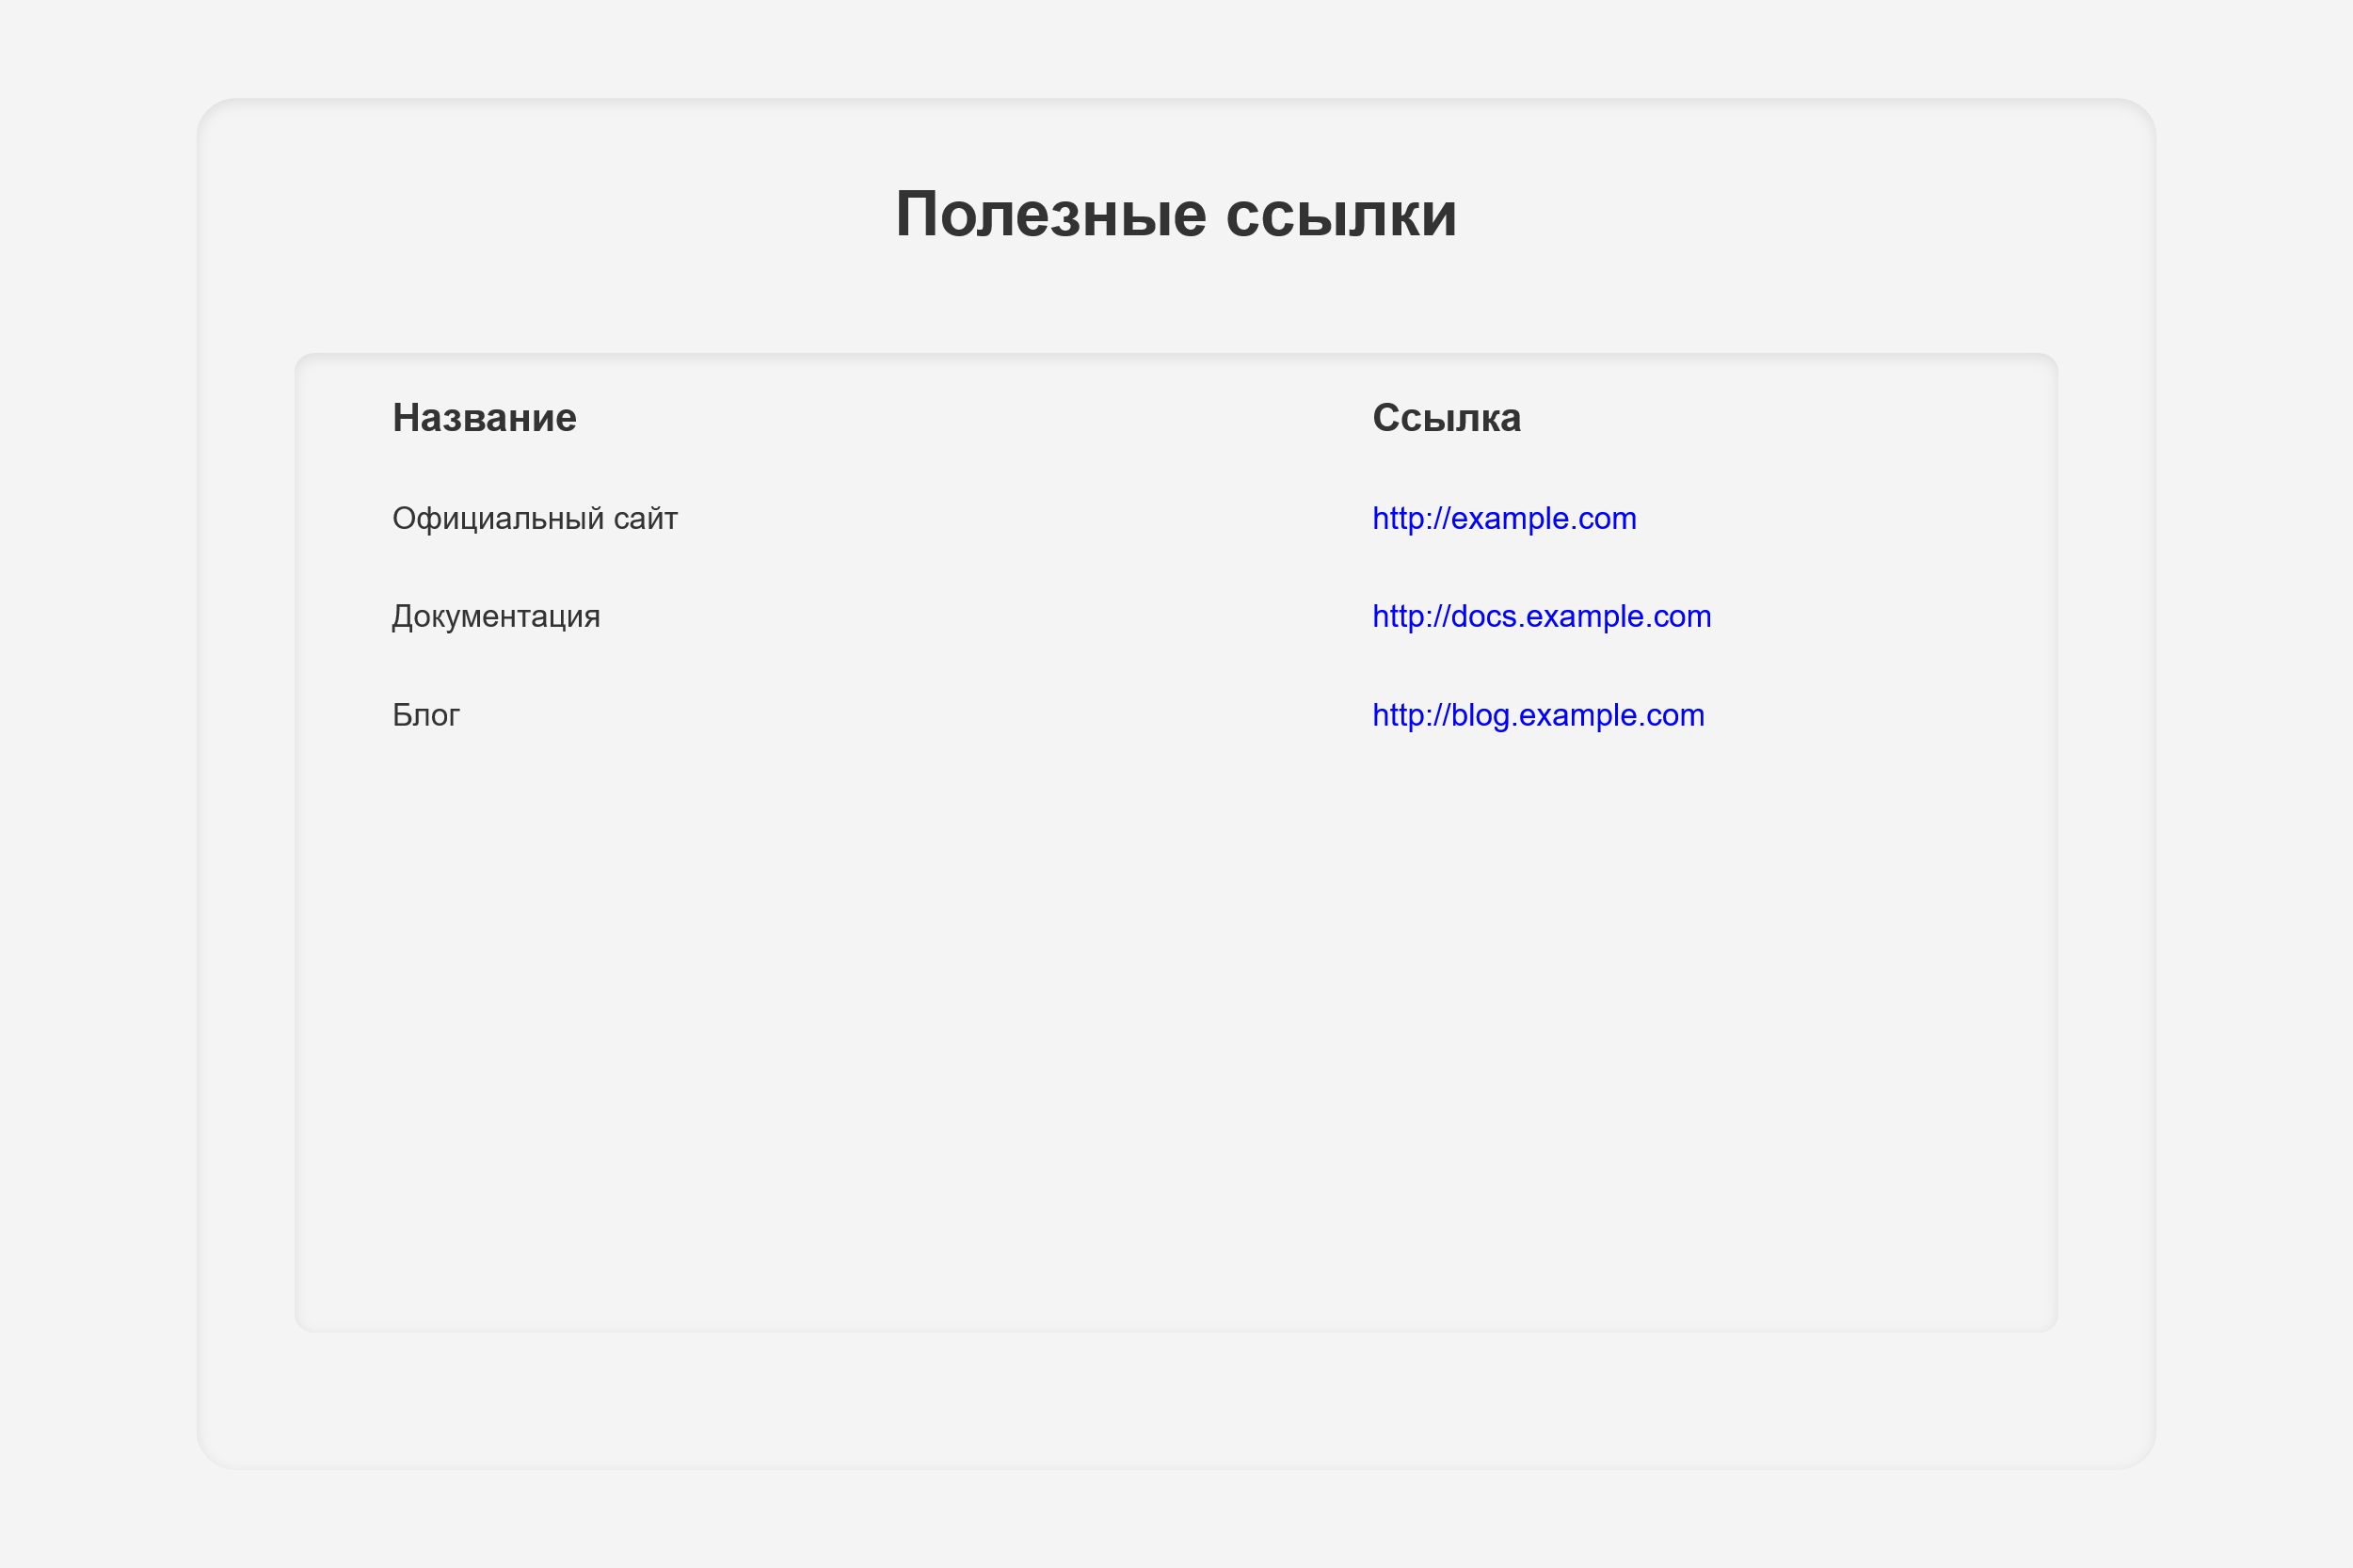 Полезные ссылки
Название Ссылка
Официальный сайт http://example.com
Документация http://docs.example.com
Блог http://blog.example.com